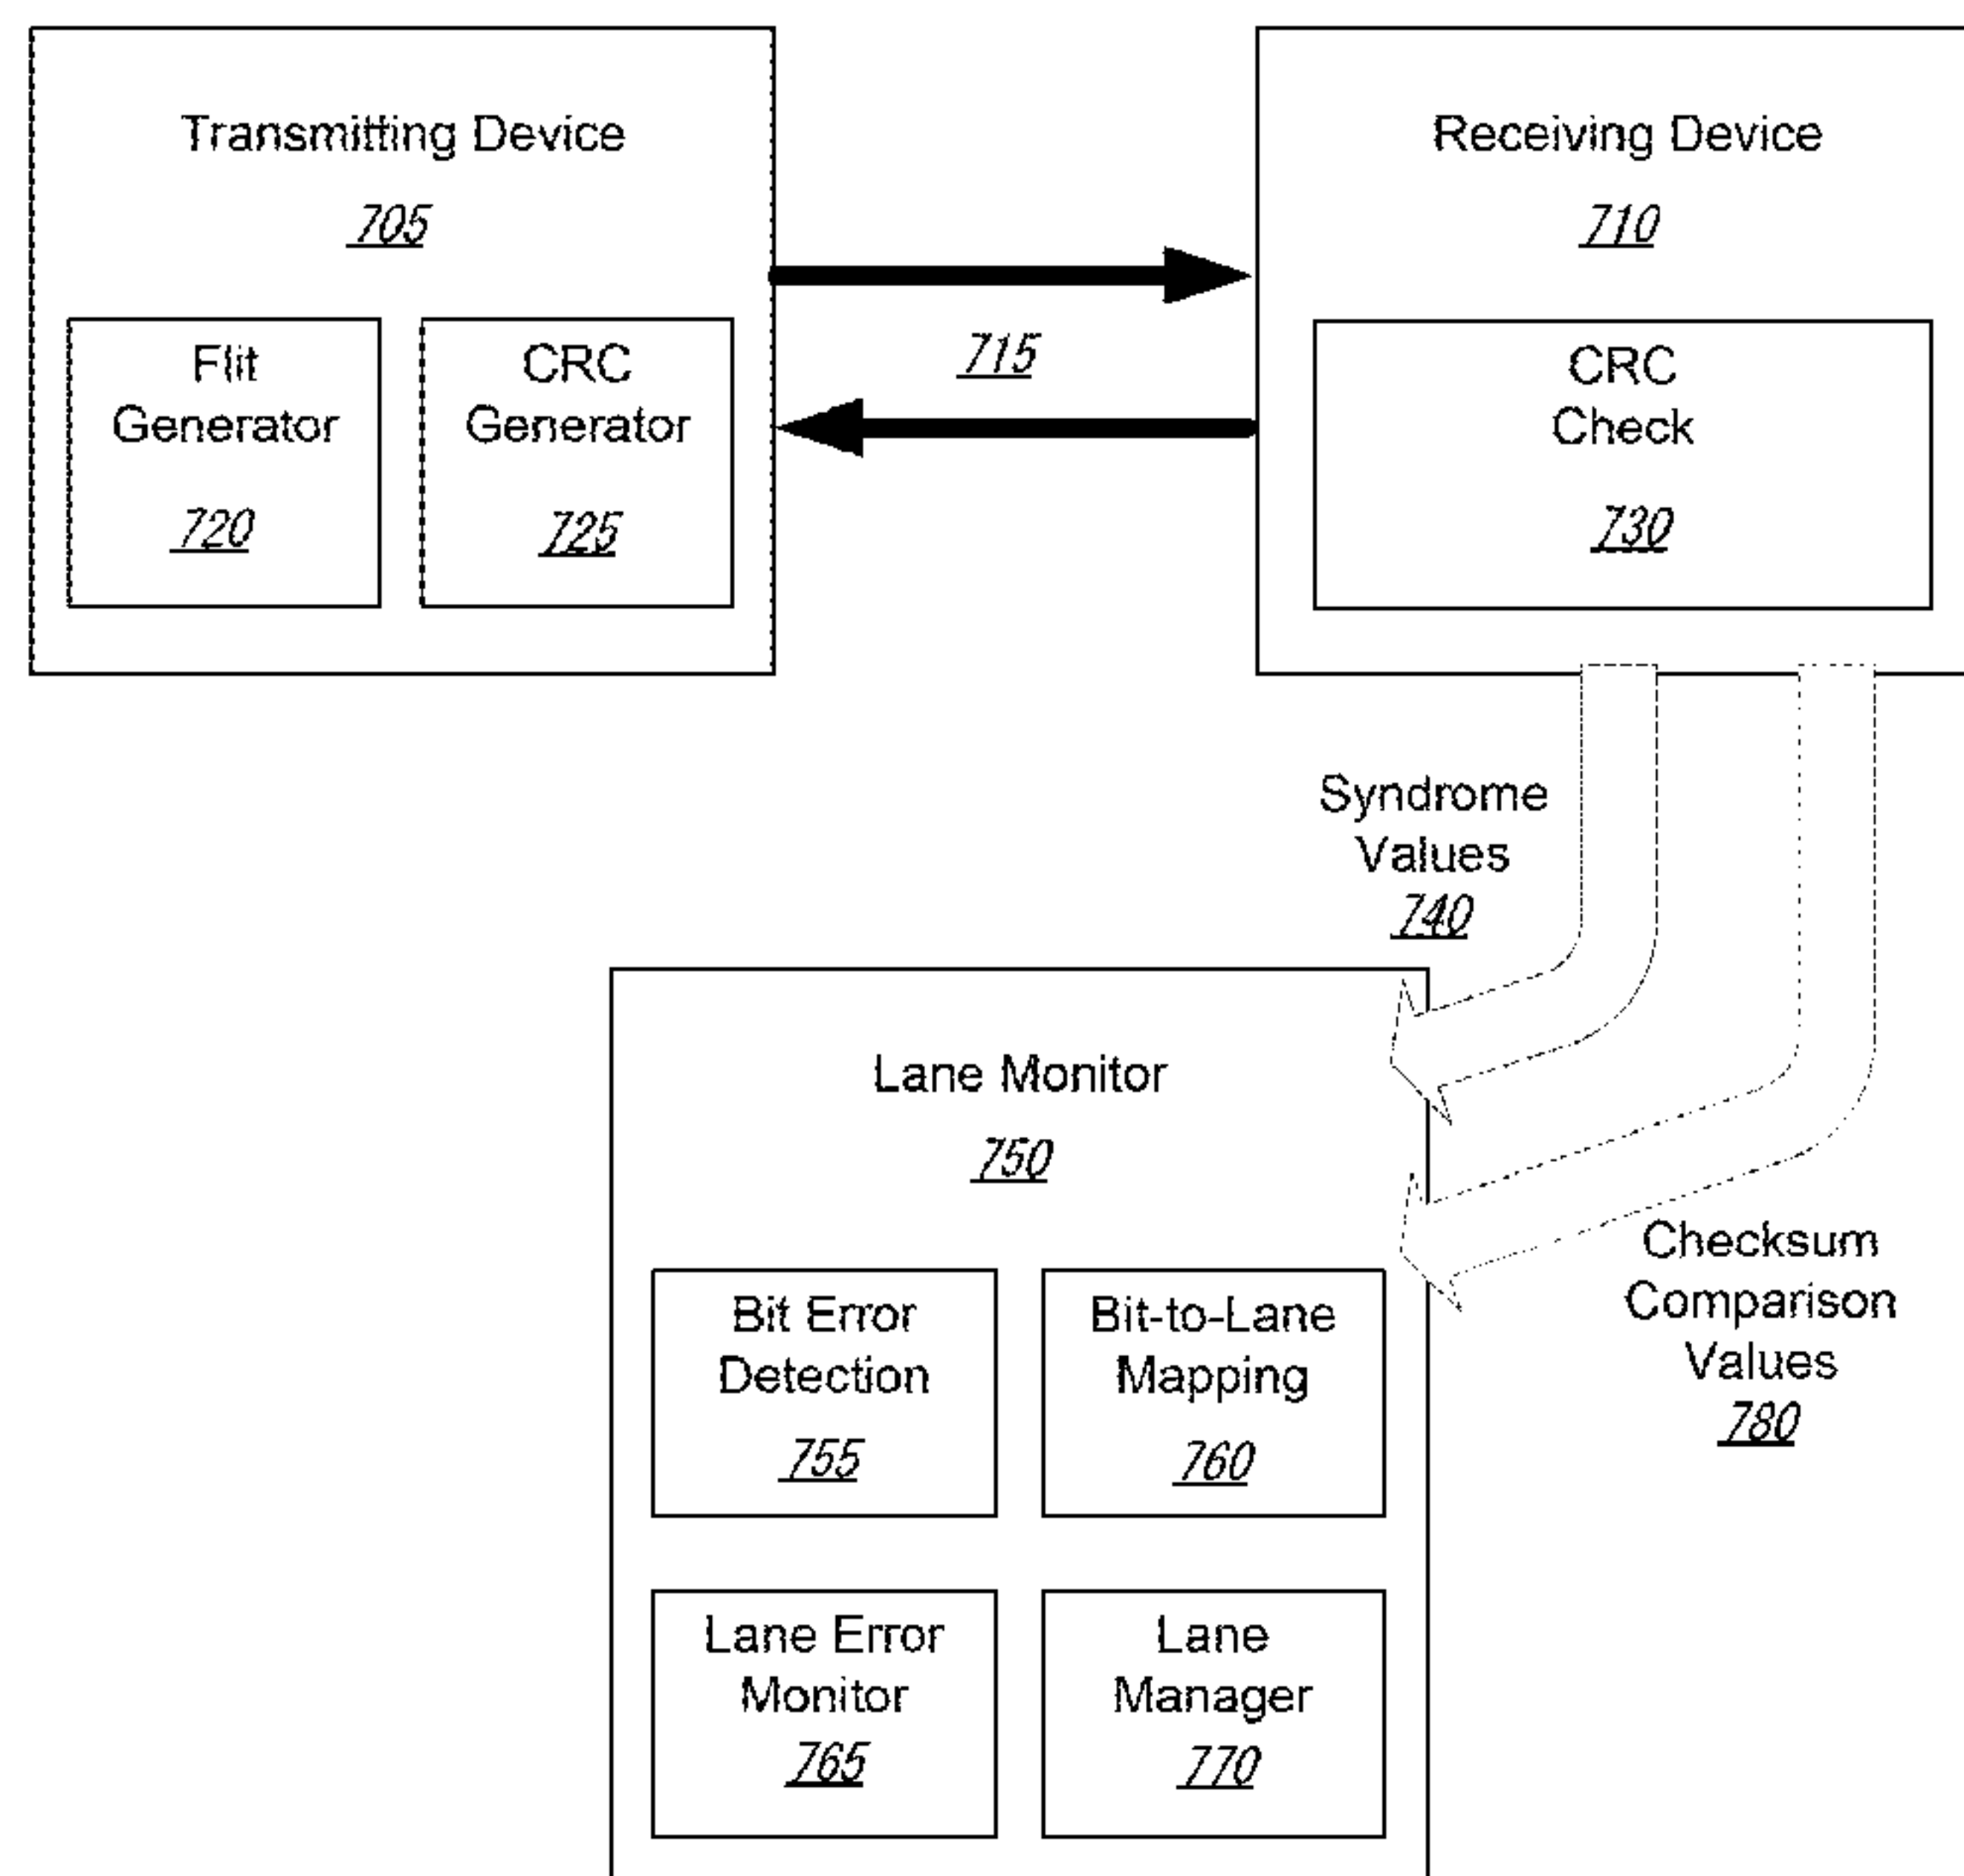 Transmitting Device
705
Flit
Generator
720
CRC
Generator
725
715
Receiving Device
710
CRC
Check
730
Syndrome
Values
740
Lane Monitor
750
Bit Error
Detection
755
Bit-to-Lane
Mapping
760
Checksum
Comparison
Values
780
Lane Error
Monitor
765
Lane
Manager
770